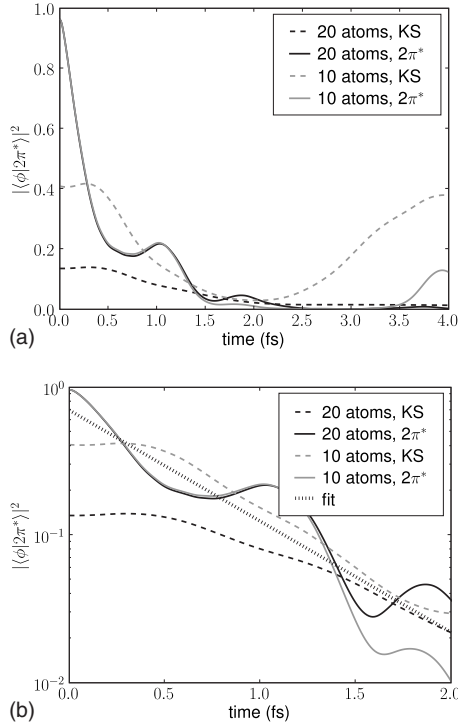 1.0
0.8
0.6
0.4
0.2
0.0
|⟨ϕ|2π*⟩|²
20 atoms, KS
20 atoms, 2π*
10 atoms, KS
10 atoms, 2π*
0.0 0.5 1.0 1.5 2.0 2.5 3.0 3.5 4.0
time (fs)
(a)
10⁰
10⁻¹
10⁻²
|⟨ϕ|2π*⟩|²
20 atoms, KS
20 atoms, 2π*
10 atoms, KS
10 atoms, 2π*
fit
0.0 0.5 1.0 1.5 2.0
time (fs)
(b)